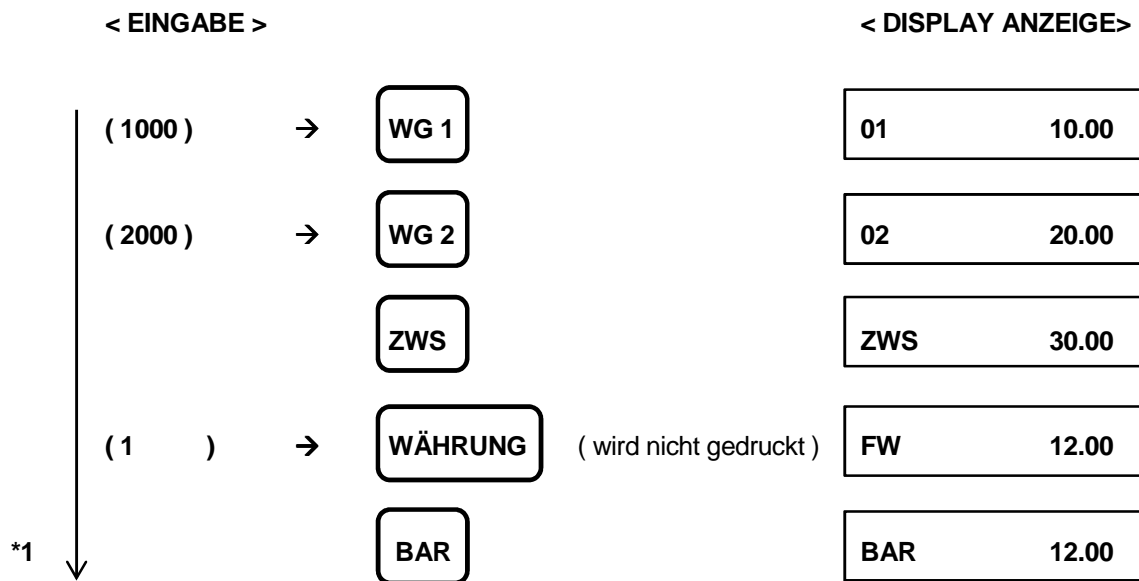 < EINGABE > < DISPLAY ANZEIGE>
( 1000 ) → WG 1 01 10.00
( 2000 ) → WG 2 02 20.00
ZWS ZWS 30.00
( 1 ) → WÄHRUNG ( wird nicht gedruckt ) FW 12.00
*1 BAR BAR 12.00